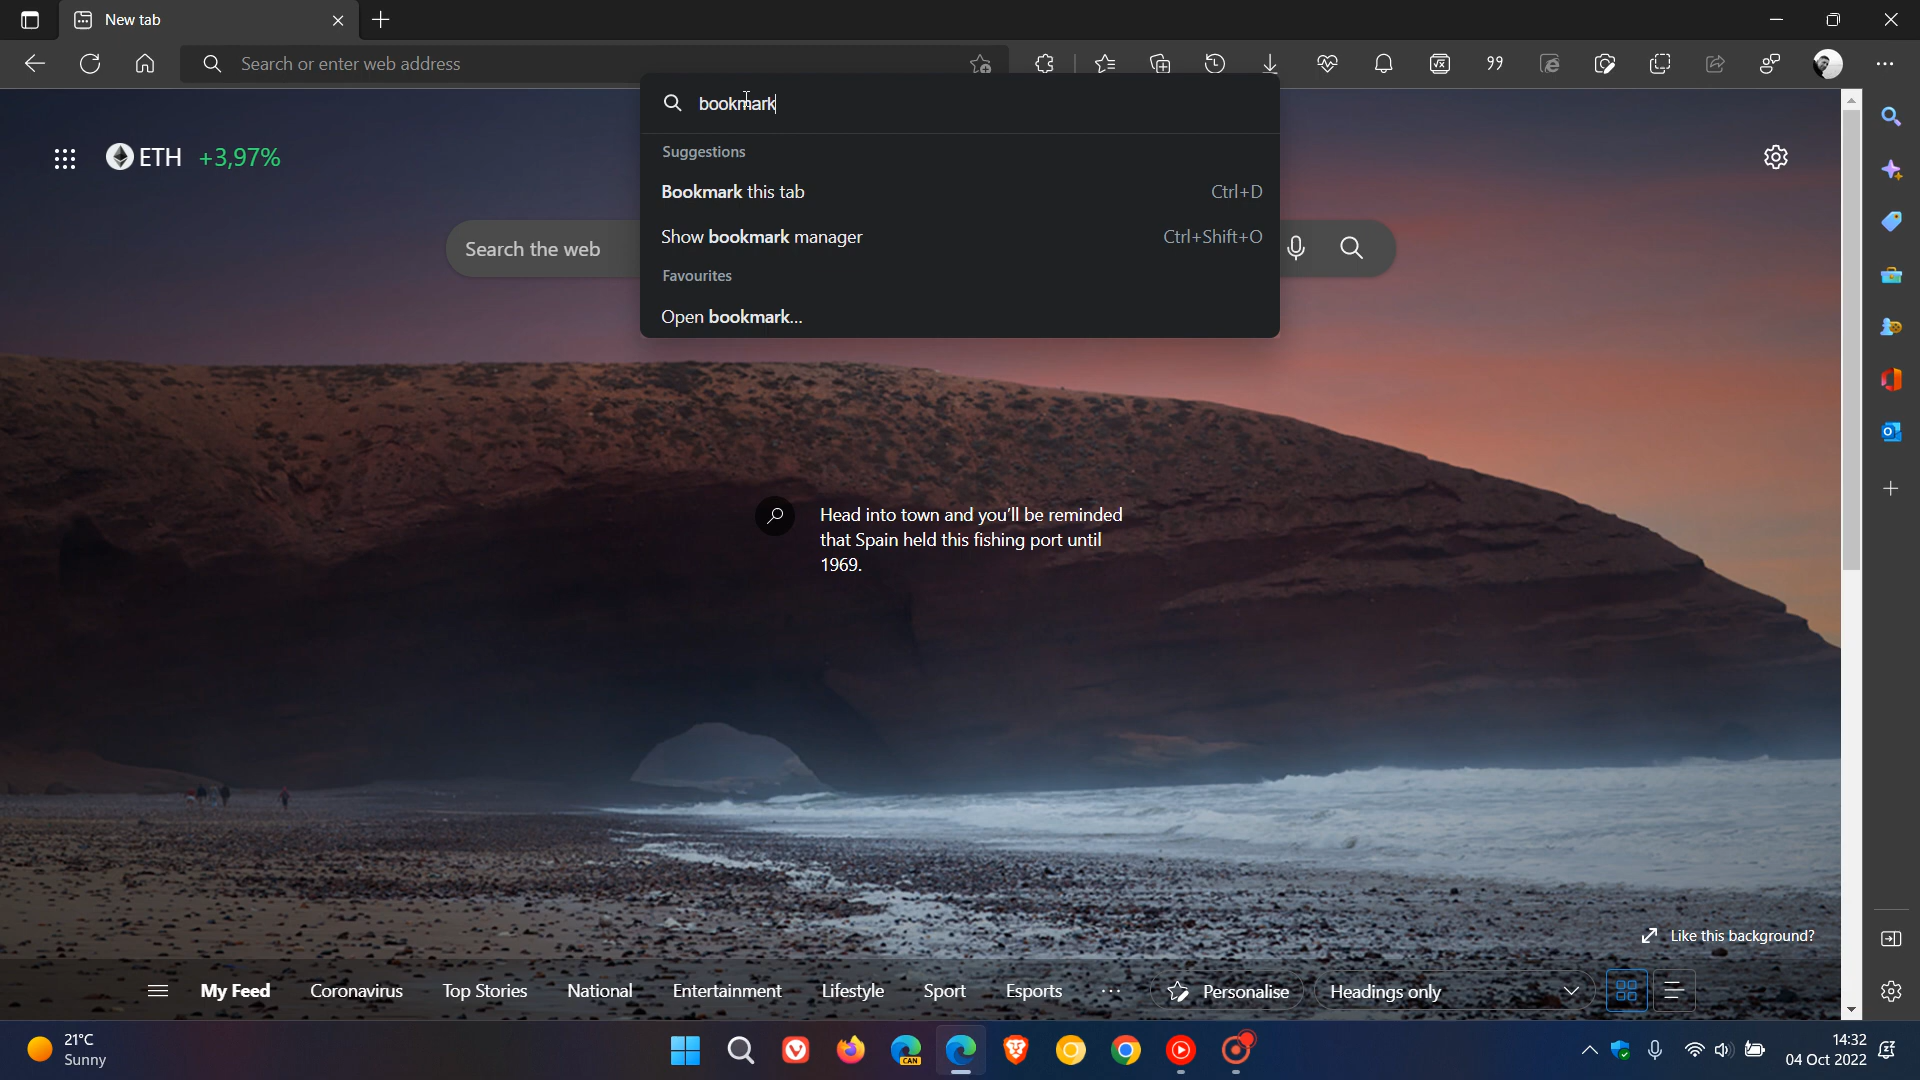 New tab
Search or enter web address
bookmark
Suggestions
Bookmark this tab Ctrl+D
Show bookmark manager Ctrl+Shift+O
Favourites
Open bookmark...
ETH +3,97%
Search the web
Head into town and you'll be reminded
that Spain held this fishing port until
1969.
Like this background?
My Feed Coronavirus Top Stories National Entertainment Lifestyle Sport Esports ... Personalise Headings only
21°C
Sunny
CAN
14:32
04 Oct 2022